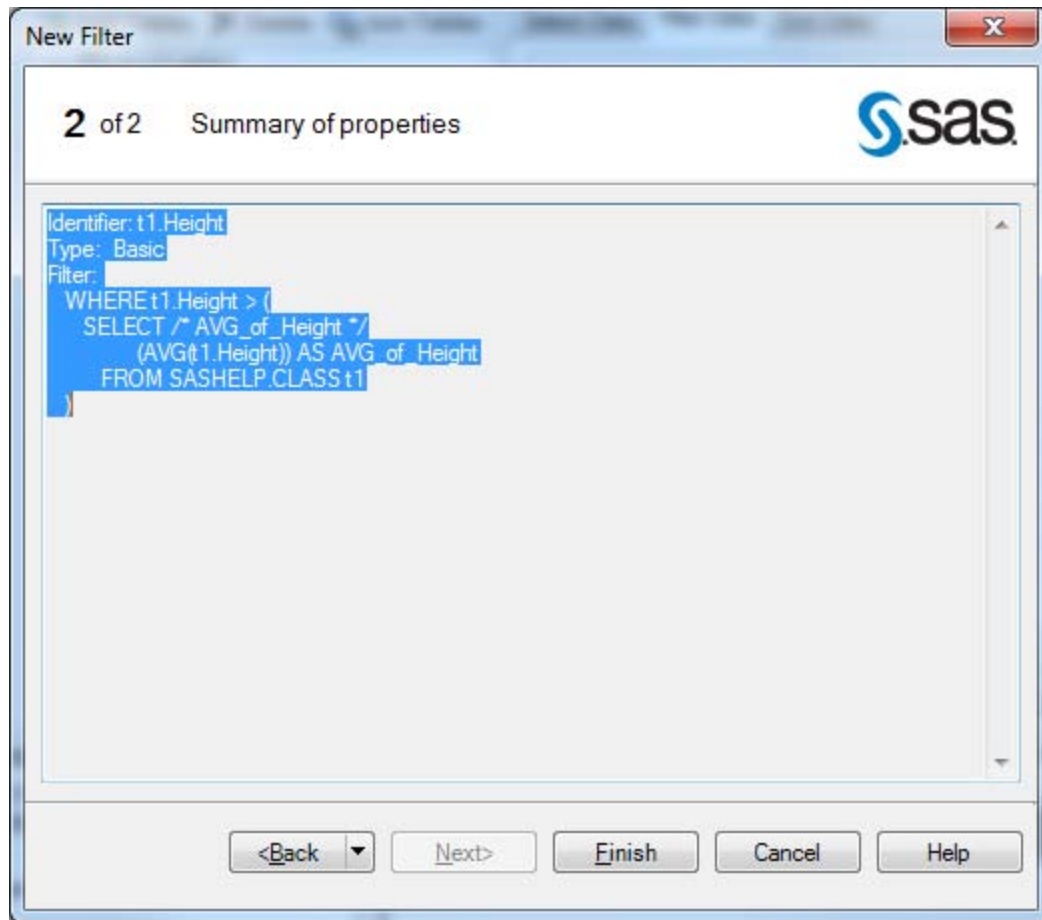 New Filter
x
2 of 2 Summary of properties
sas
Identifier: t1.Height
Type: Basic
Filter:
WHERE t1.Height > (
SELECT /* AVG_of_Height */
(AVG(t1.Height)) AS AVG_of_Height
FROM SASHELP.CLASS t1
)
<Back Next> Finish Cancel Help